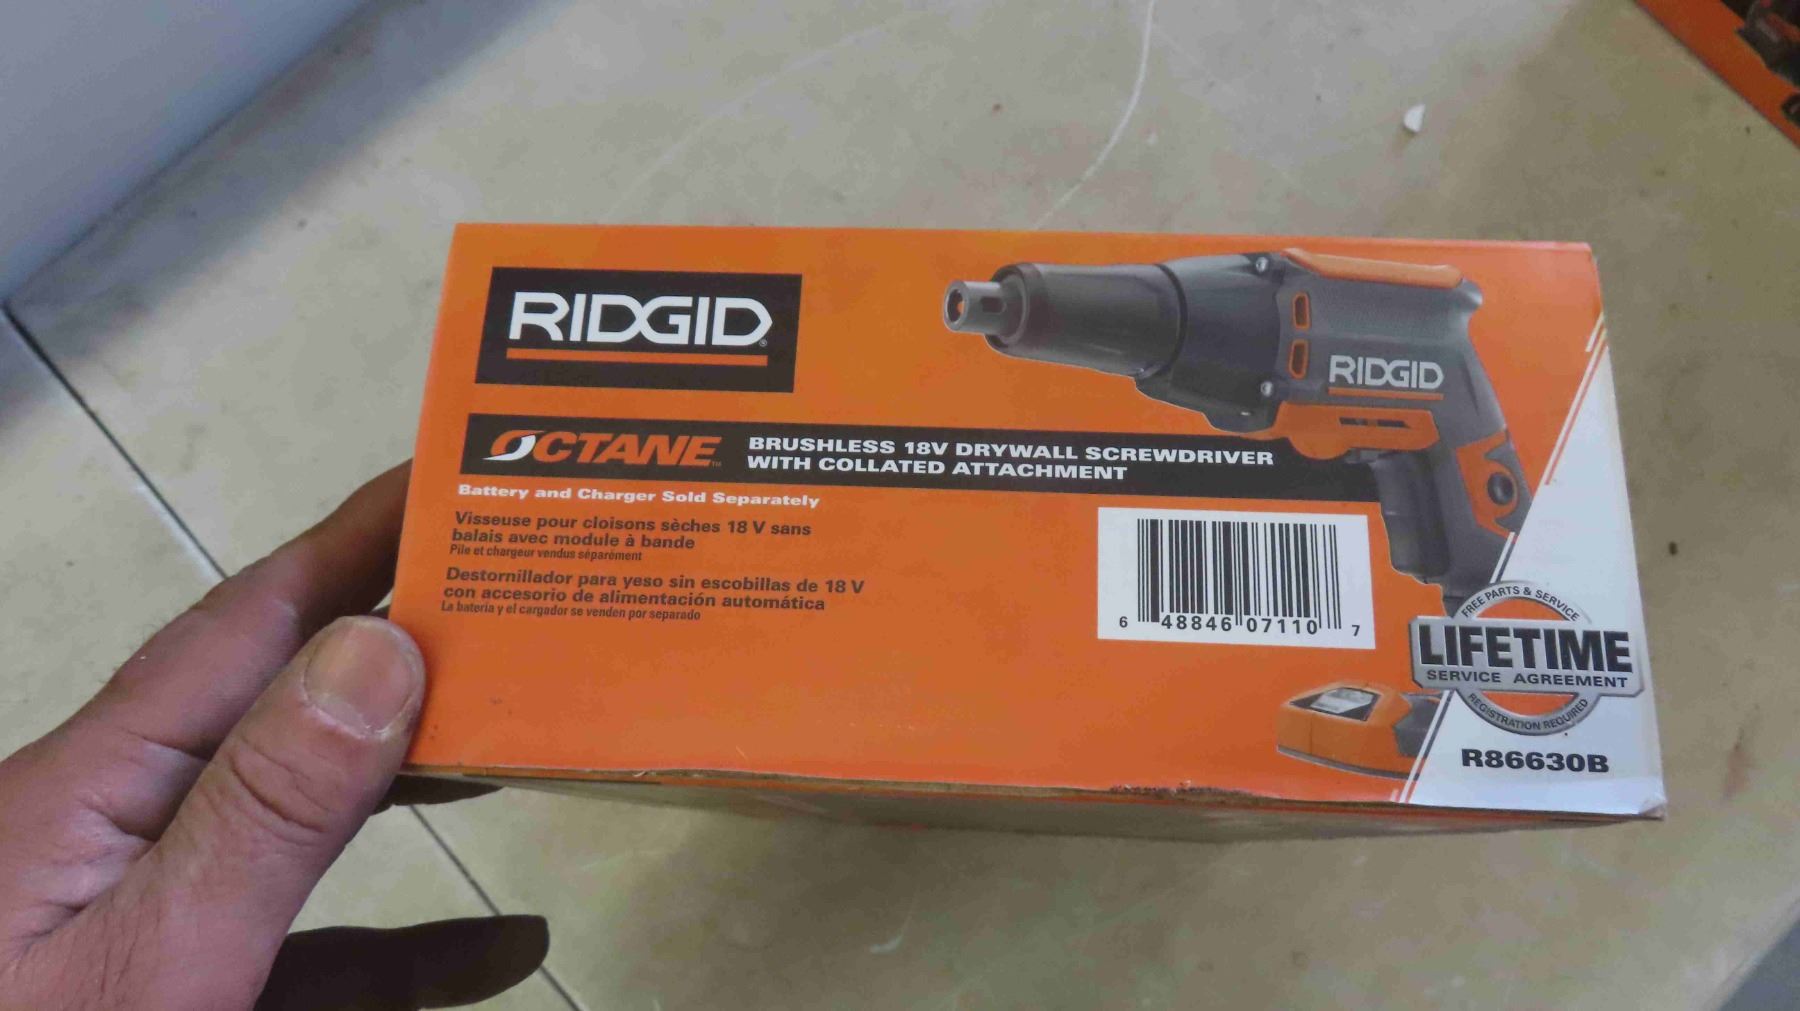 RIDGID®
OCTANE™
BRUSHLESS 18V DRYWALL SCREWDRIVER
WITH COLLATED ATTACHMENT
Battery and Charger Sold Separately
Visseuse pour cloisons sèches 18 V sans
balais avec module à bande
Pile et chargeur vendus séparément
Destornillador para yeso sin escobillas de 18 V
con accesorio de alimentación automática
La batería y el cargador se venden por separado
RIDGID
6 48846 07110 7
FREE PARTS & SERVICE
LIFETIME
SERVICE AGREEMENT
REGISTRATION REQUIRED
R86630B